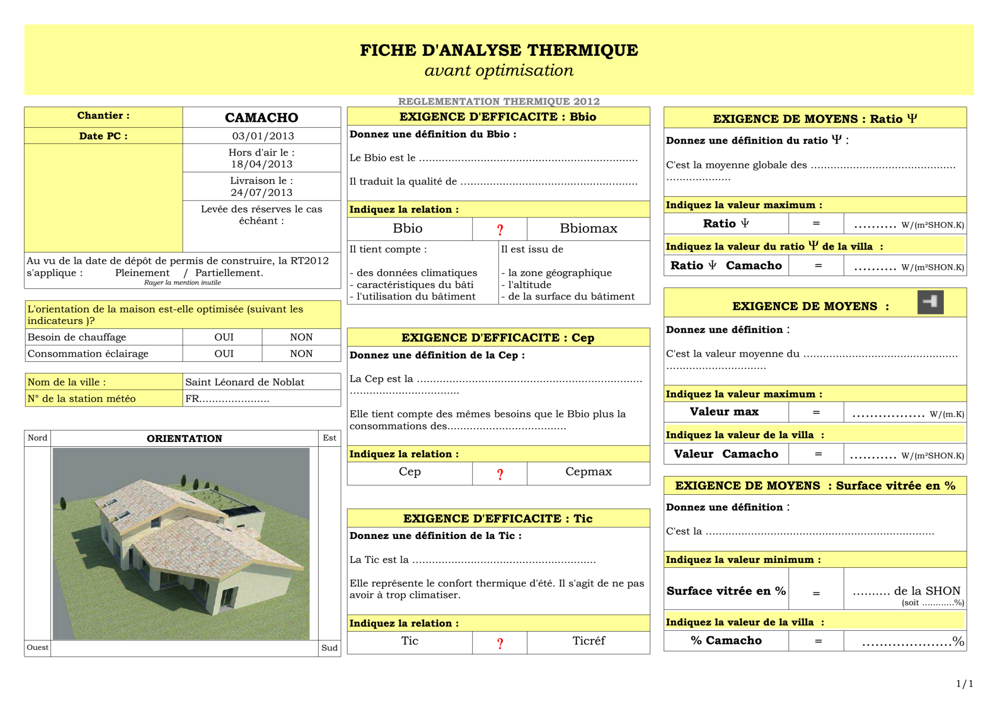 FICHE D'ANALYSE THERMIQUE
avant optimisation
REGLEMENTATION THERMIQUE 2012
Chantier :
CAMACHO
Date PC :
03/01/2013
Hors d'air le :
18/04/2013
Livraison le :
24/07/2013
Levée des réserves le cas
échéant :
Au vu de la date de dépôt de permis de construire, la RT2012
s'applique : Pleinement / Partiellement.
Rayer la mention inutile
L'orientation de la maison est-elle optimisée (suivant les
indicateurs )?
Besoin de chauffage OUI NON
Consommation éclairage OUI NON
Nom de la ville : Saint Léonard de Noblat
N° de la station météo FR......................
Nord ORIENTATION Est
Ouest Sud
EXIGENCE D'EFFICACITE : Bbio
Donnez une définition du Bbio :
Le Bbio est le ....................................................................
Il traduit la qualité de .......................................................
Indiquez la relation :
Bbio ? Bbiomax
Il tient compte :
- des données climatiques
- caractéristiques du bâti
- l'utilisation du bâtiment
Il est issu de
- la zone géographique
- l'altitude
- de la surface du bâtiment
EXIGENCE D'EFFICACITE : Cep
Donnez une définition de la Cep :
La Cep est la ......................................................................
..................................
Elle tient compte des mêmes besoins que le Bbio plus la
consommations des.....................................
Indiquez la relation :
Cep ? Cepmax
EXIGENCE D'EFFICACITE : Tic
Donnez une définition de la Tic :
La Tic est la .........................................................
Elle représente le confort thermique d'été. Il s'agit de ne pas
avoir à trop climatiser.
Indiquez la relation :
Tic ? Ticréf
EXIGENCE DE MOYENS : Ratio Ψ
Donnez une définition du ratio Ψ :
C'est la moyenne globale des .............................................
....................
Indiquez la valeur maximum :
Ratio Ψ = .......... W/(m²SHON.K)
Indiquez la valeur du ratio Ψ de la villa :
Ratio Ψ Camacho = .......... W/(m²SHON.K)
EXIGENCE DE MOYENS :
Donnez une définition :
C'est la valeur moyenne du ................................................
...............................
Indiquez la valeur maximum :
Valeur max = ................. W/(m.K)
Indiquez la valeur de la villa :
Valeur Camacho = ........... W/(m²SHON.K)
EXIGENCE DE MOYENS : Surface vitrée en %
Donnez une définition :
C'est la .......................................................................
Indiquez la valeur minimum :
Surface vitrée en % = .......... de la SHON
(soit ............%)
Indiquez la valeur de la villa :
% Camacho = .....................%
1/1